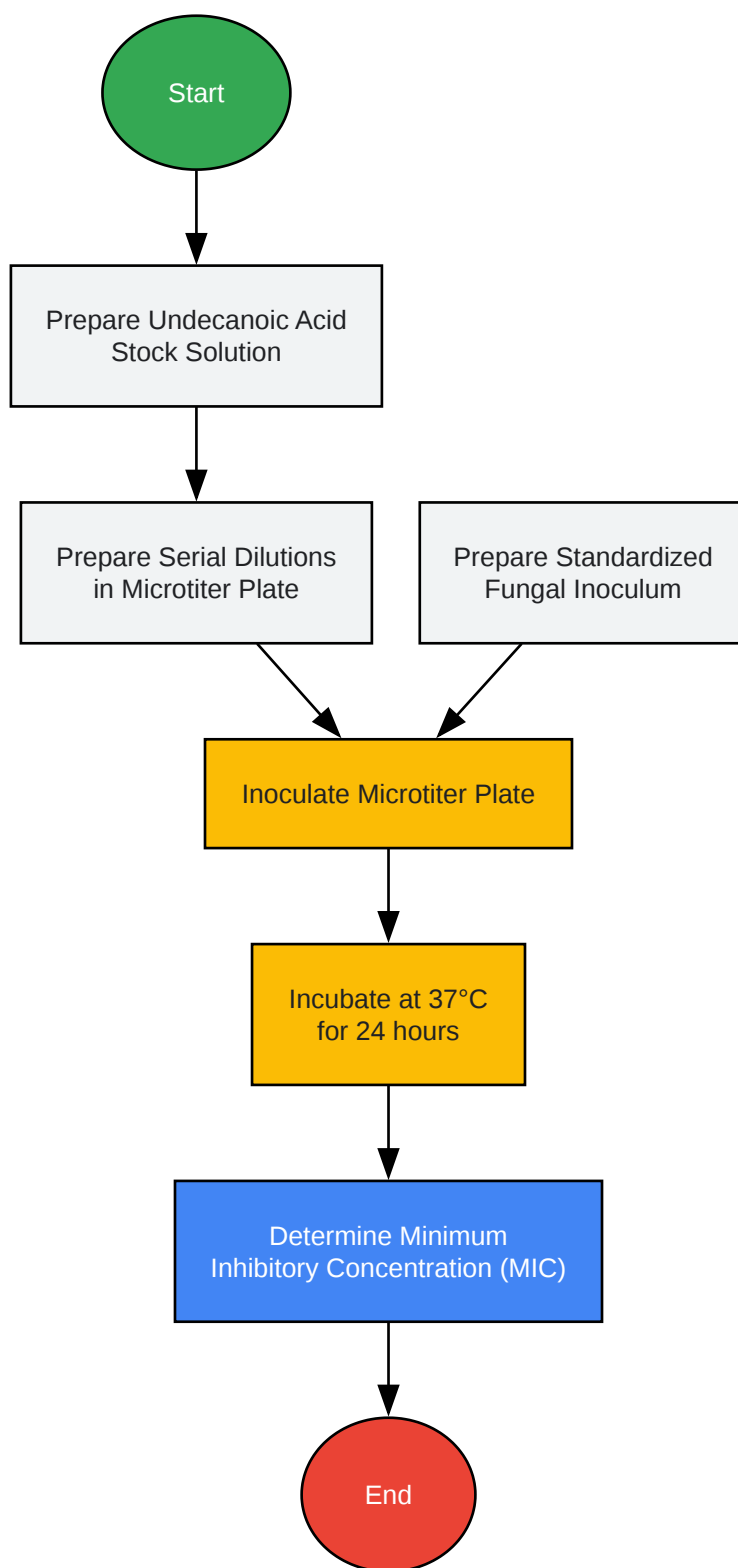 Start
Prepare Undecanoic Acid
Stock Solution
Prepare Serial Dilutions
in Microtiter Plate
Prepare Standardized
Fungal Inoculum
Inoculate Microtiter Plate
Incubate at 37°C
for 24 hours
Determine Minimum
Inhibitory Concentration (MIC)
End